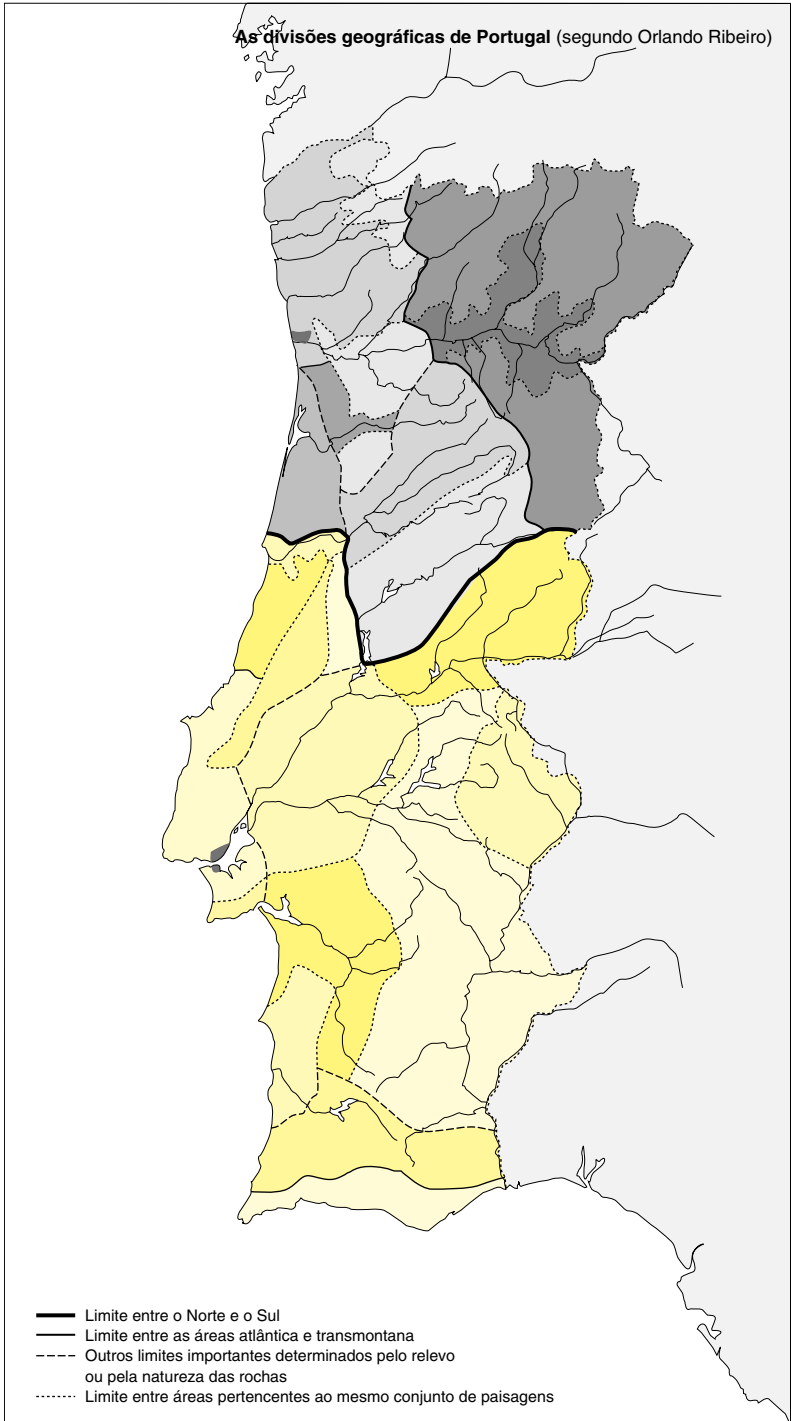 As divisões geográficas de Portugal (segundo Orlando Ribeiro)
Limite entre o Norte e o Sul
Limite entre as áreas atlântica e transmontana
Outros limites importantes determinados pelo relevo
ou pela natureza das rochas
Limite entre áreas pertencentes ao mesmo conjunto de paisagens